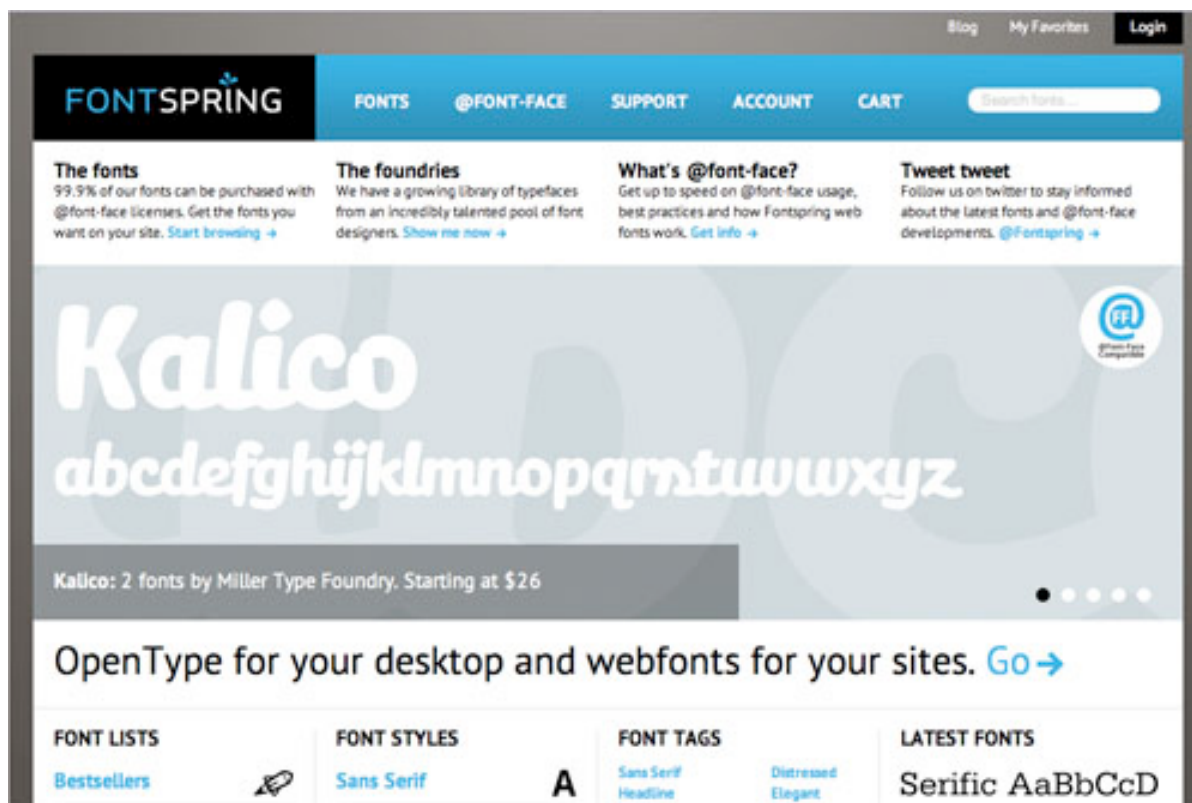 Blog My Favorites Login
FONTSPRING
FONTS @FONT-FACE SUPPORT ACCOUNT CART Search fonts...
The fonts
99.9% of our fonts can be purchased with
@font-face licenses. Get the fonts you
want on your site. Start browsing →
The foundries
We have a growing library of typefaces
from an incredibly talented pool of font
designers. Show me now →
What's @font-face?
Get up to speed on @font-face usage,
best practices and how Fontspring web
fonts work. Get info →
Tweet tweet
Follow us on twitter to stay informed
about the latest fonts and @font-face
developments. @Fontspring →
Kalico
abcdefghijklmnopqrstuvwxyz
@FF
@Font-Face
Compatible
Kalico: 2 fonts by Miller Type Foundry. Starting at $26
OpenType for your desktop and webfonts for your sites. Go →
FONT LISTS
Bestsellers
FONT STYLES
Sans Serif A
FONT TAGS
Sans Serif Distressed
Headline Elegant
LATEST FONTS
Serific AaBbCcD